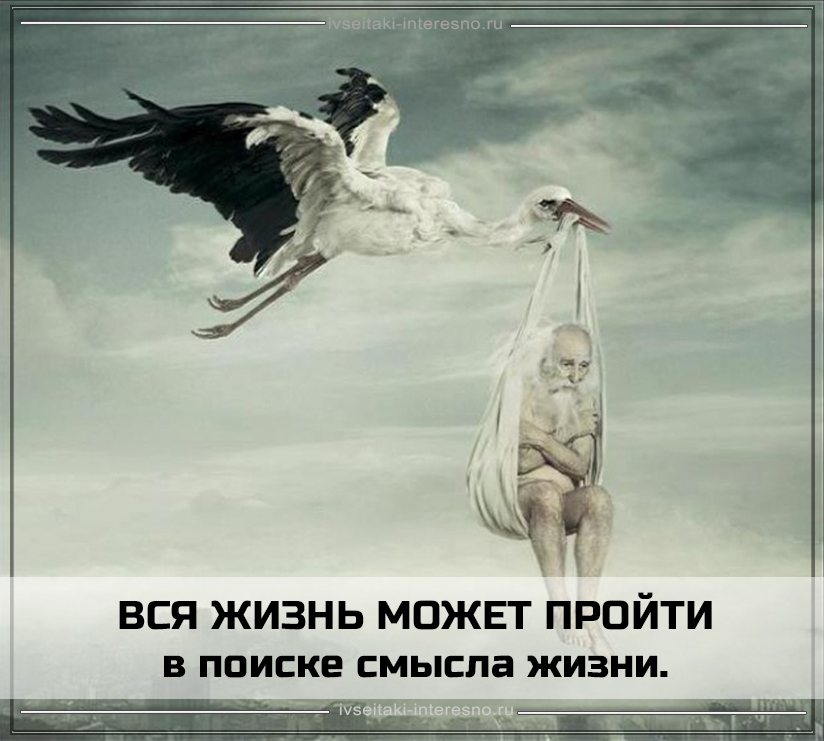 ivseitaki-interesno.ru
ВСЯ ЖИЗНЬ МОЖЕТ ПРОЙТИ
в поиске смысла жизни.
ivseitaki-interesno.ru